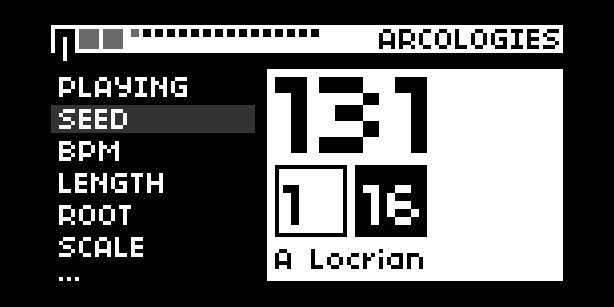 ARCOLOGIES
PLAYING
SEED
BPM
LENGTH
ROOT
SCALE
...
131
1 16
A Locrian